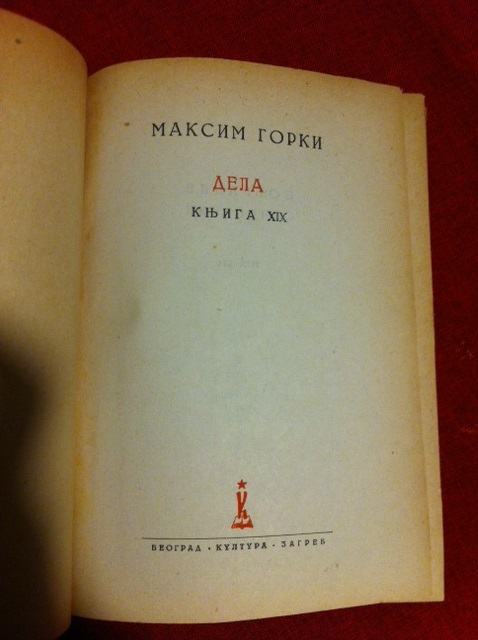 МАКСИМ ГОРКИ
ДЕЛА
КЊИГА XIX
К
БЕОГРАД • КУЛТУРА • ЗАГРЕБ